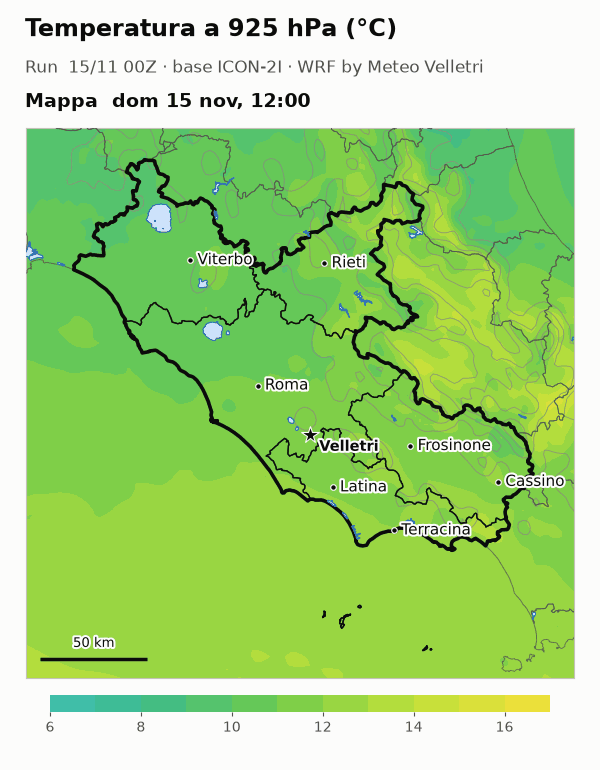 Temperatura a 925 hPa (°C)
Run  15/11 00Z · base ICON-2I · WRF by Meteo Velletri
Mappa  dom 15 nov, 12:00
Viterbo
Rieti
Roma
Velletri
Frosinone
Latina
Cassino
Terracina
50 km
6 8 10 12 14 16